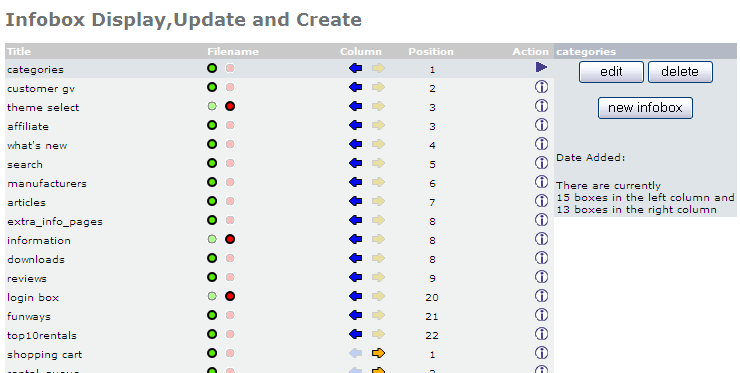 Infobox Display,Update and Create
Title Filename Column Position Action categories
categories 1
edit delete
customer gv 2
new infobox
theme select 3
affiliate 3
what's new 4
Date Added:
search 5
manufacturers 6
There are currently
articles 7
15 boxes in the left column and
13 boxes in the right column
extra_info_pages 8
information 8
downloads 8
reviews 9
login box 20
funways 21
top10rentals 22
shopping cart 1